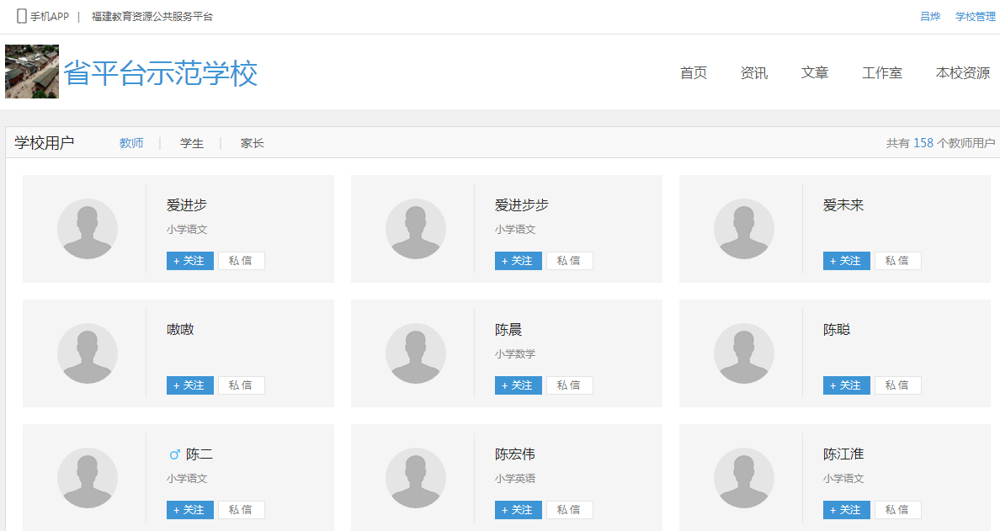 手机APP | 福建教育资源公共服务平台 吕烨 学校管理
省平台示范学校 首页 资讯 文章 工作室 本校资源
学校用户 教师 | 学生 | 家长 共有 158 个教师用户
爱进步 爱进步步 爱未来
小学语文 小学语文
+ 关注 私信 + 关注 私信 + 关注 私信
嗷嗷 陈晨 陈聪
小学数学
+ 关注 私信 + 关注 私信 + 关注 私信
♂ 陈二 陈宏伟 陈江淮
小学语文 小学英语 小学语文
+ 关注 私信 + 关注 私信 + 关注 私信